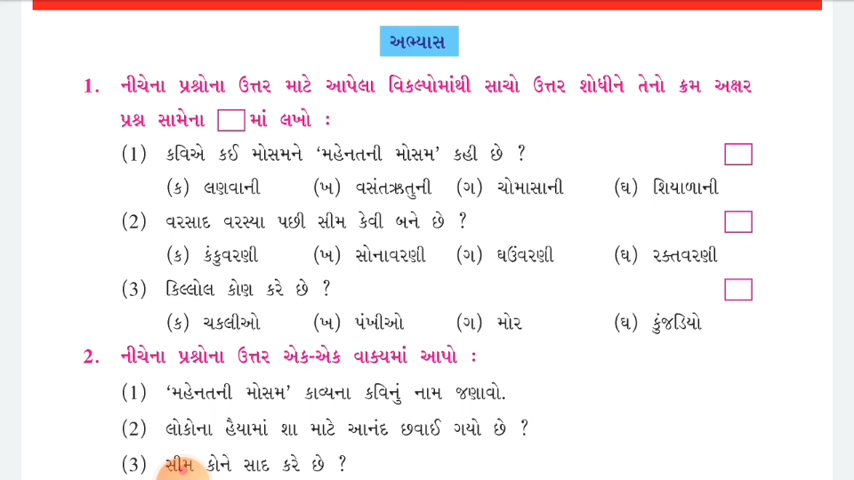 અભ્યાસ
1. નીચેના પ્રશ્નોના ઉત્તર માટે આપેલા વિકલ્પોમાંથી સાચો ઉત્તર શોધીને તેનો ક્રમ અક્ષર
પ્રશ્ન સામેના □ માં લખો :
(1) કવિએ કઈ મોસમને ‘મહેનતની મોસમ’ કહી છે ?
(ક) લણવાની (ખ) વસંતઋતુની (ગ) ચોમાસાની (ઘ) શિયાળાની
(2) વરસાદ વરસ્યા પછી સીમ કેવી બને છે ?
(ક) કંકુવરણી (ખ) સોનાવરણી (ગ) ઘઉંવરણી (ઘ) રક્તવરણી
(3) કિલ્લોલ કોણ કરે છે ?
(ક) ચકલીઓ (ખ) પંખીઓ (ગ) મોર (ઘ) કુંજડિયો
2. નીચેના પ્રશ્નોના ઉત્તર એક-એક વાક્યમાં આપો :
(1) ‘મહેનતની મોસમ’ કાવ્યના કવિનું નામ જણાવો.
(2) લોકોના હૈયામાં શા માટે આનંદ છવાઈ ગયો છે ?
(3) સીમ કોને સાદ કરે છે ?